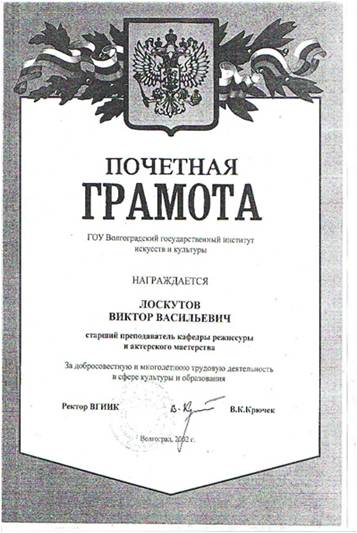 ПОЧЕТНАЯ
ГРАМОТА
ГОУ Волгоградский государственный институт
искусств и культуры
НАГРАЖДАЕТСЯ
ЛОСКУТОВ
ВИКТОР ВАСИЛЬЕВИЧ
старший преподаватель кафедры режиссуры
и актерского мастерства
За добросовестную и многолетнюю трудовую деятельность
в сфере культуры и образования
Ректор ВГИИК В.К.Крючек
Волгоград, 2002 г.